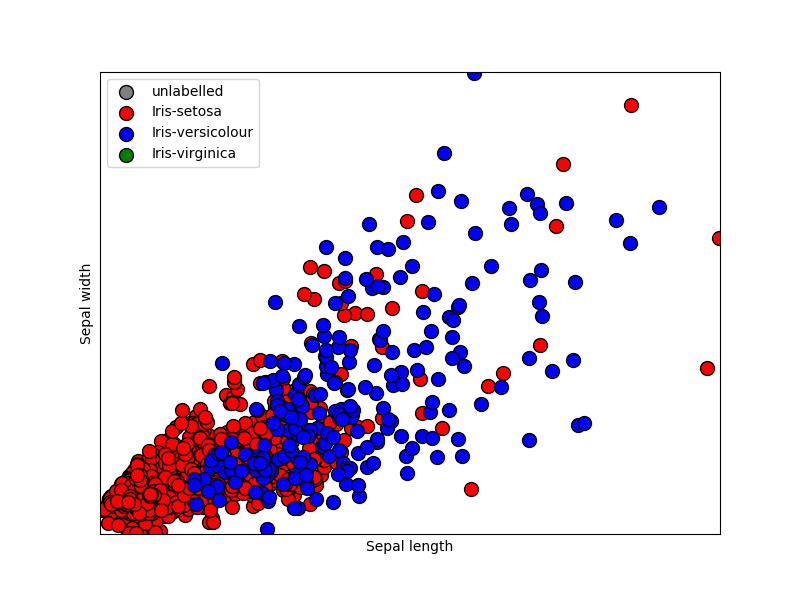 unlabelled
Iris-setosa
Iris-versicolour
Iris-virginica
Sepal width
Sepal length